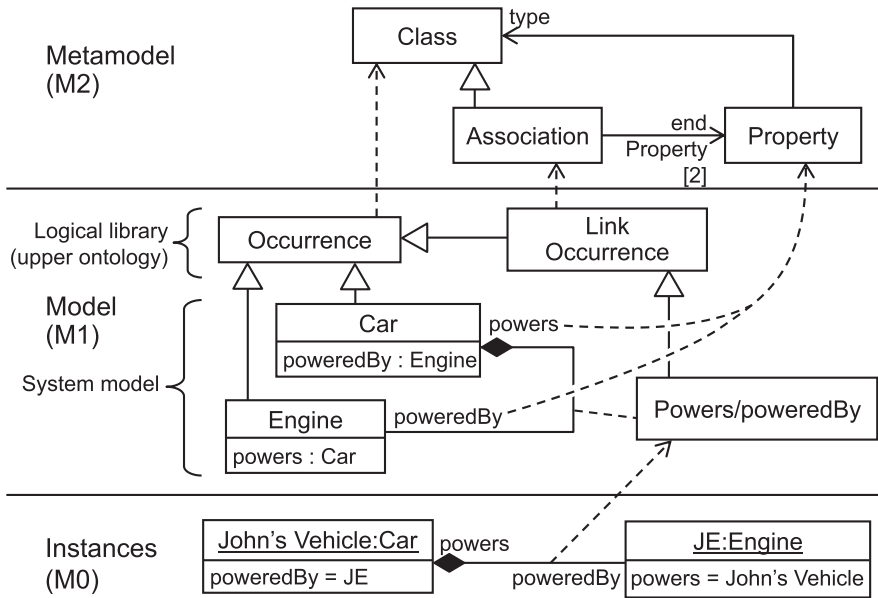 Metamodel
(M2)
Class
type
Association
end
Property
[2]
Property
Logical library
(upper ontology)
Occurrence
Link
Occurrence
Model
(M1)
System model
Car
poweredBy : Engine
powers
Engine
powers : Car
poweredBy
Powers/poweredBy
Instances
(M0)
John’s Vehicle:Car
poweredBy = JE
powers
poweredBy
JE:Engine
powers = John’s Vehicle